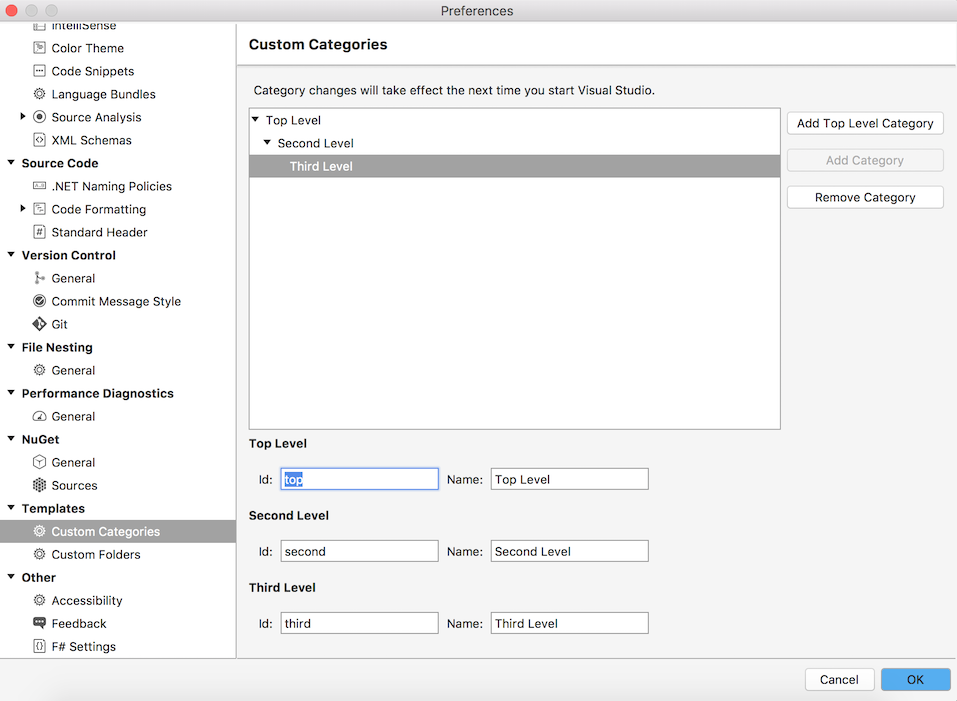 Preferences
IntelliSense
Color Theme
Code Snippets
Language Bundles
Source Analysis
XML Schemas
Source Code
.NET Naming Policies
Code Formatting
Standard Header
Version Control
General
Commit Message Style
Git
File Nesting
General
Performance Diagnostics
General
NuGet
General
Sources
Templates
Custom Categories
Custom Folders
Other
Accessibility
Feedback
F# Settings
Custom Categories
Category changes will take effect the next time you start Visual Studio.
Top Level
Second Level
Third Level
Add Top Level Category
Add Category
Remove Category
Top Level
Id: top Name: Top Level
Second Level
Id: second Name: Second Level
Third Level
Id: third Name: Third Level
Cancel OK